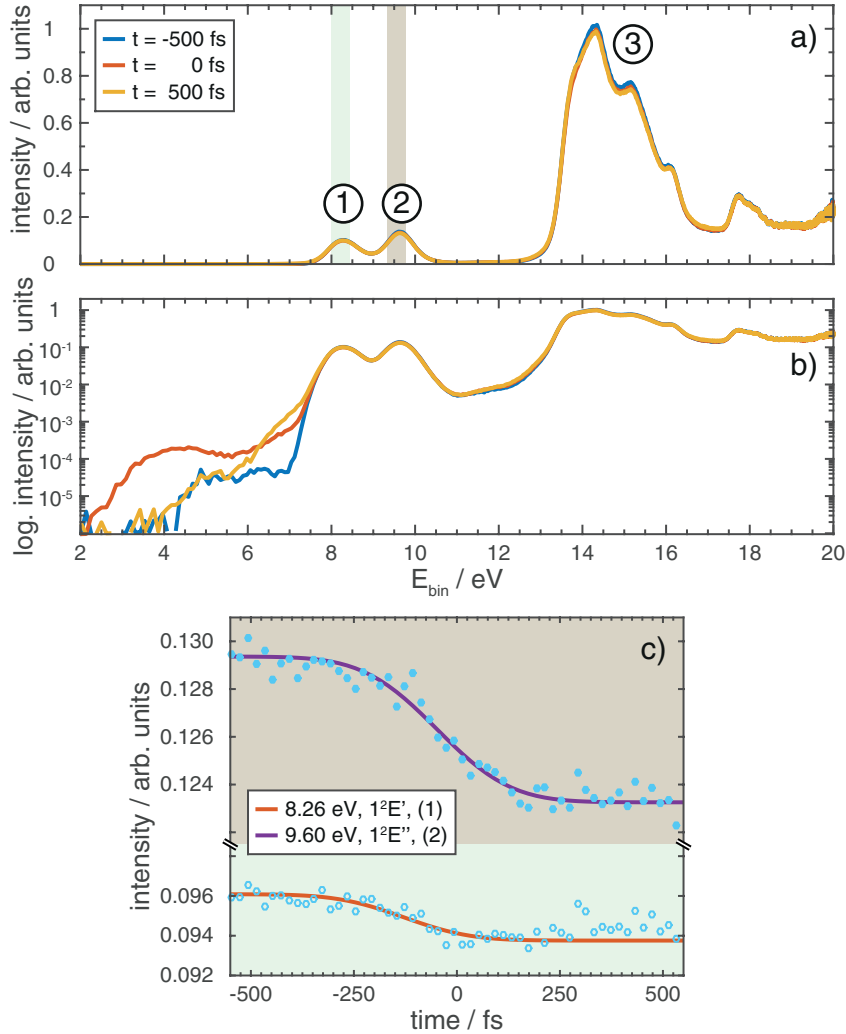 a)
t = -500 fs
t = 0 fs
t = 500 fs
1
2
3
intensity / arb. units
1
0.8
0.6
0.4
0.2
0
b)
log. intensity / arb. units
1
10⁻¹
10⁻²
10⁻³
10⁻⁴
10⁻⁵
2 4 6 8 10 12 14 16 18 20
E_bin / eV
c)
intensity / arb. units
0.130
0.128
0.126
0.124
0.096
0.094
0.092
8.26 eV, 1²E', (1)
9.60 eV, 1²E'', (2)
-500 -250 0 250 500
time / fs